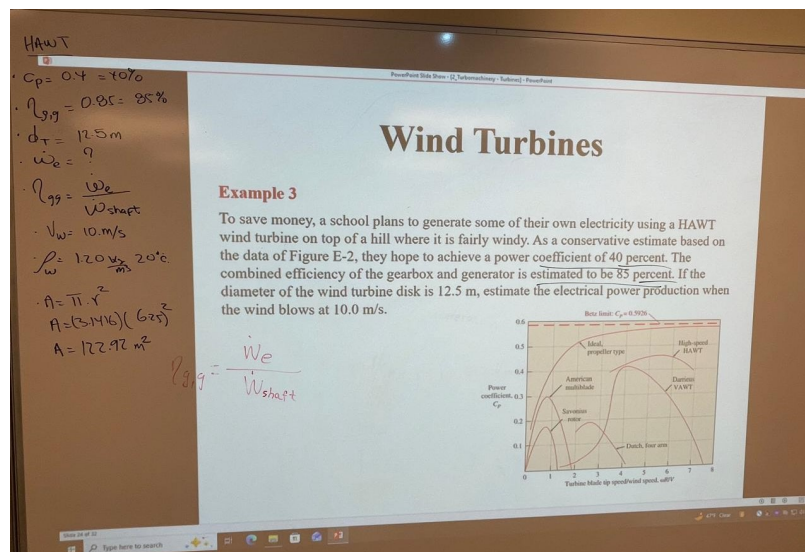 HAWT
· Cp = 0.4 = 40%
· ηg,g = 0.85 = 85%
· dT = 12.5 m
· Ẇe = ?
· ηgg = Ẇe / Ẇshaft
· Vw = 10. m/s
· ρw = 1.20 kg/m3 20°C.
· A = π.r²
A = (3.1416)(6.25)²
A = 122.92 m²
PowerPoint Slide Show - [2_Turbomachinery - Turbines] - PowerPoint
Wind Turbines
Example 3
To save money, a school plans to generate some of their own electricity using a HAWT
wind turbine on top of a hill where it is fairly windy. As a conservative estimate based on
the data of Figure E-2, they hope to achieve a power coefficient of 40 percent. The
combined efficiency of the gearbox and generator is estimated to be 85 percent. If the
diameter of the wind turbine disk is 12.5 m, estimate the electrical power production when
the wind blows at 10.0 m/s.
ηg,g = Ẇe / Ẇshaft
Betz limit: Cp = 0.5926
0.6
0.5
0.4
0.3
0.2
0.1
Power
coefficient,
Cp
Ideal,
propeller type
High-speed
HAWT
American
multiblade
Darrieus
VAWT
Savonius
rotor
Dutch, four arm
0 1 2 3 4 5 6 7 8
Turbine blade tip speed/wind speed, ωR/V
Slide 24 of 32
Type here to search
47°F Clear